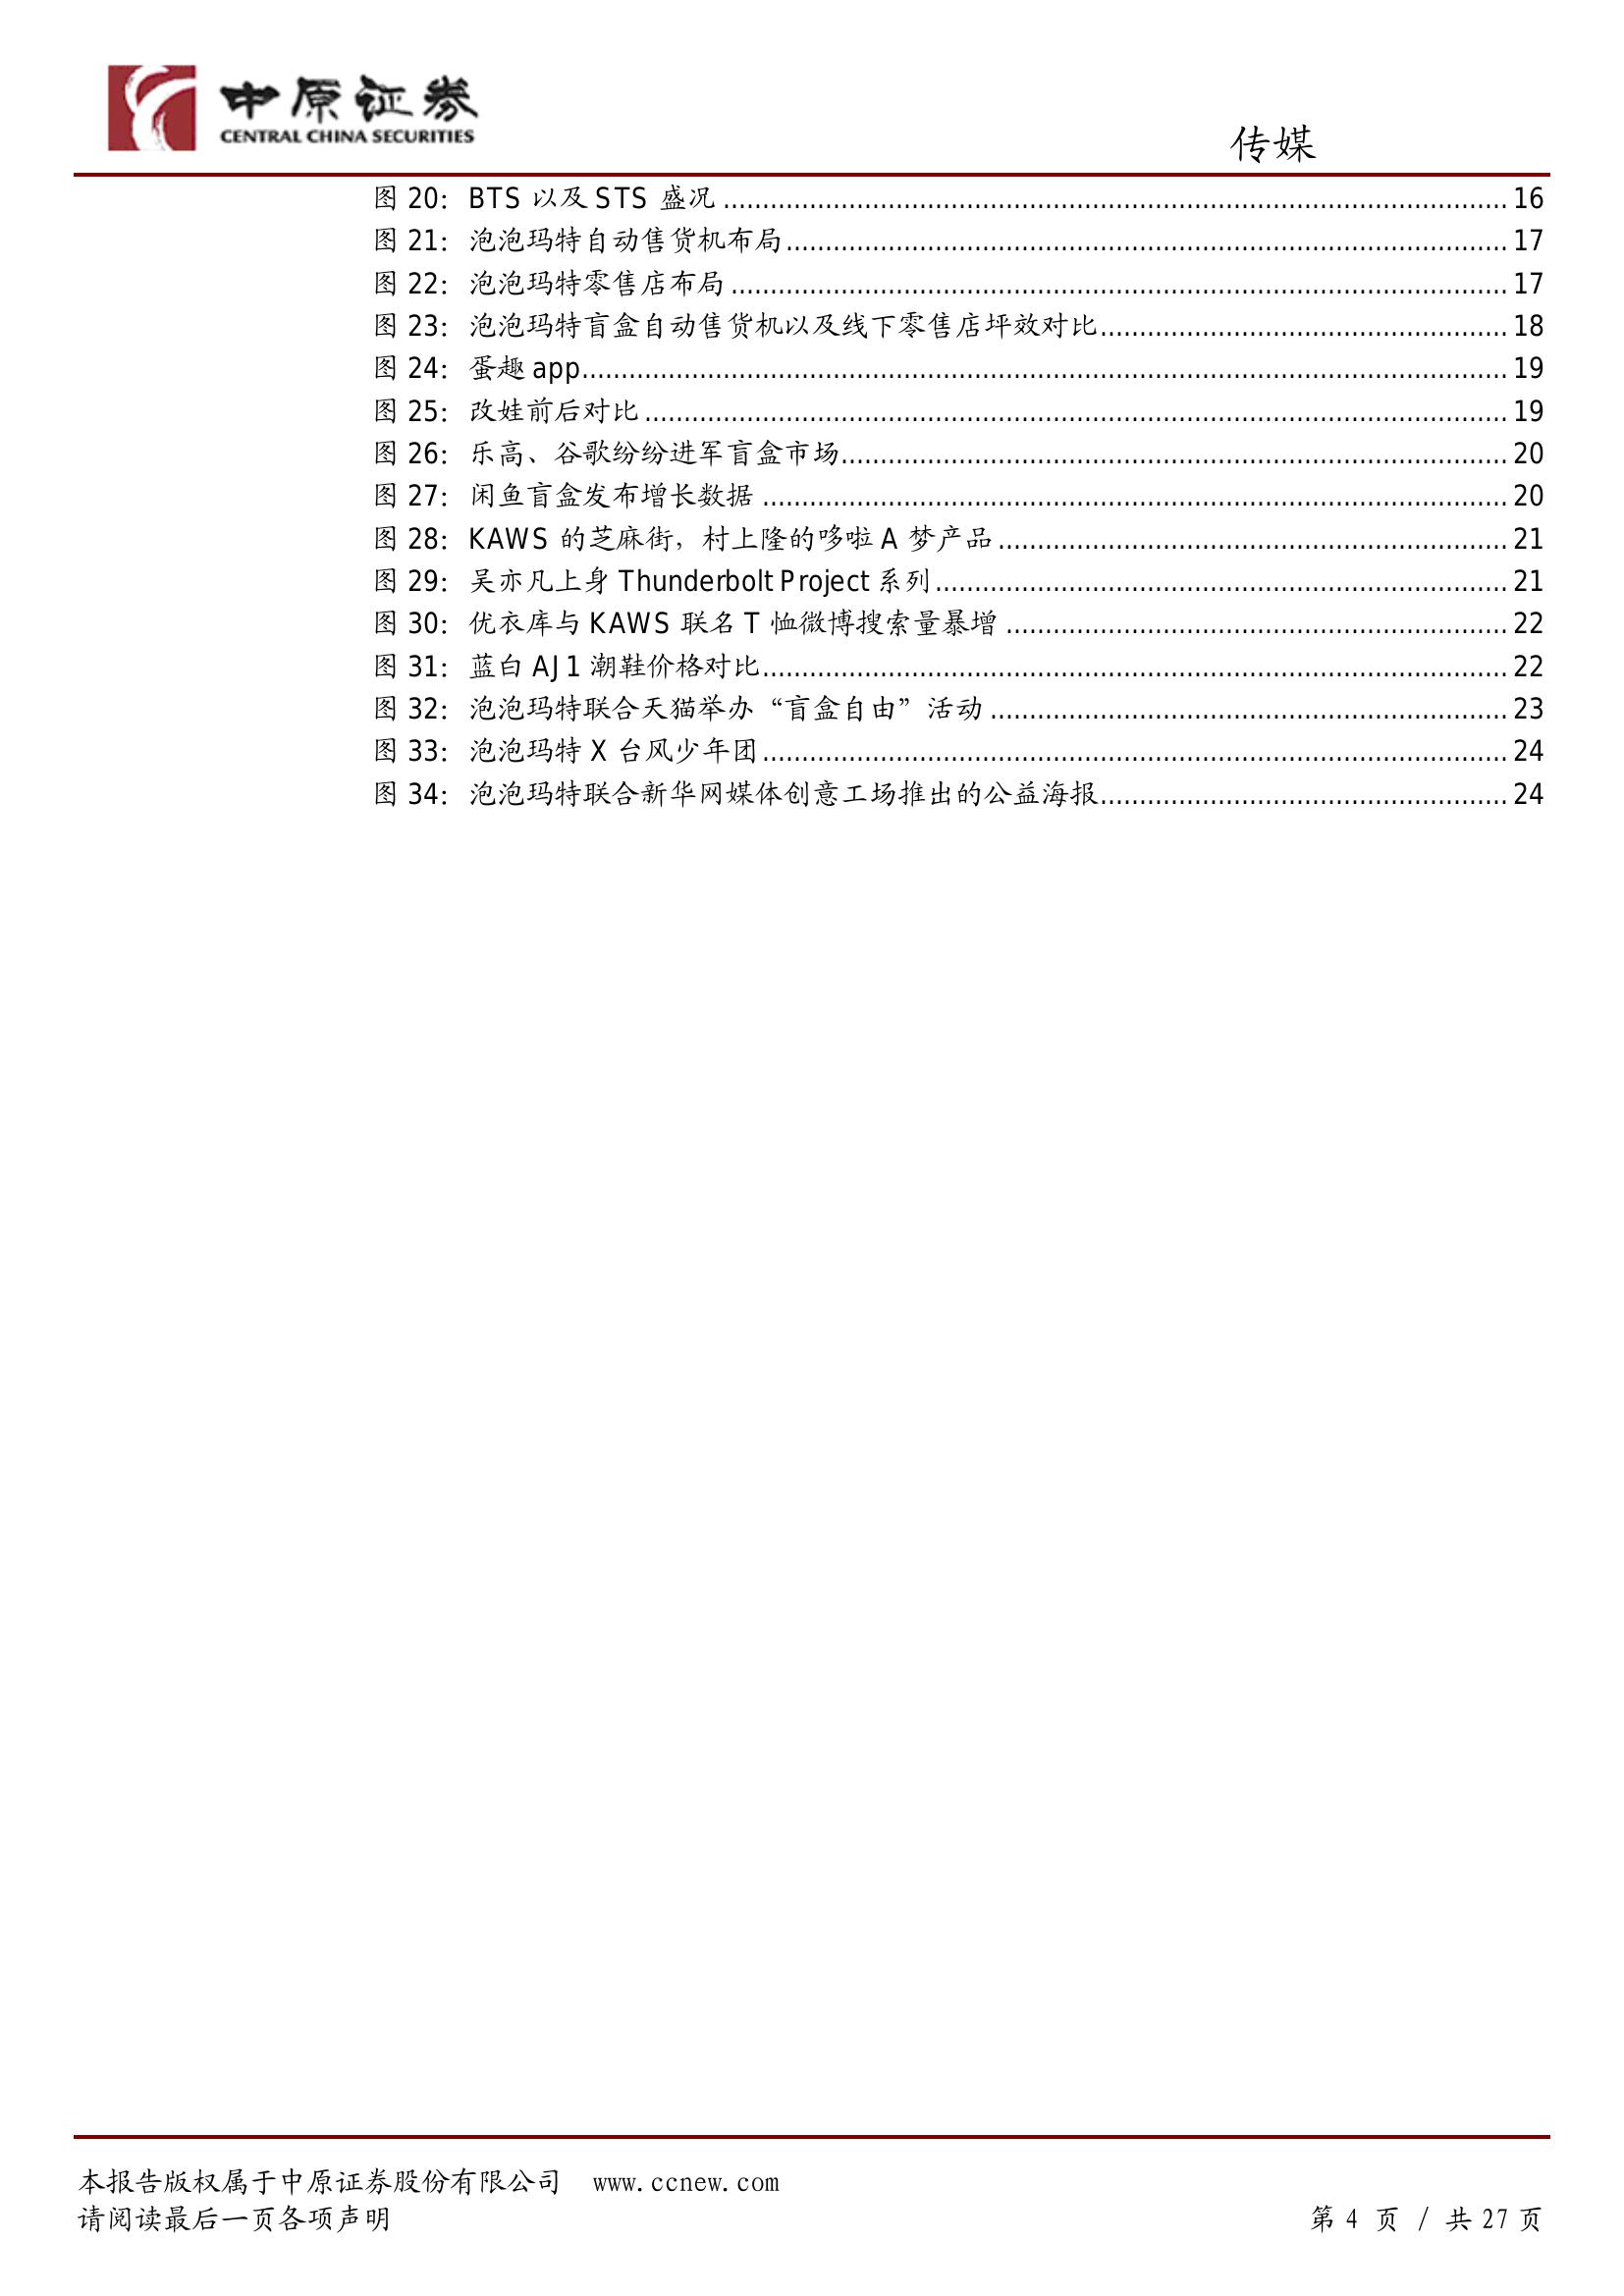 中原证券
CENTRAL CHINA SECURITIES
传媒
图 20：BTS 以及 STS 盛况 ........ 16
图 21：泡泡玛特自动售货机布局........ 17
图 22：泡泡玛特零售店布局 ........ 17
图 23：泡泡玛特盲盒自动售货机以及线下零售店坪效对比........ 18
图 24：蛋趣 app........ 19
图 25：改娃前后对比 ........ 19
图 26：乐高、谷歌纷纷进军盲盒市场........ 20
图 27：闲鱼盲盒发布增长数据 ........ 20
图 28：KAWS 的芝麻街，村上隆的哆啦 A 梦产品 ........ 21
图 29：吴亦凡上身 Thunderbolt Project 系列 ........ 21
图 30：优衣库与 KAWS 联名 T 恤微博搜索量暴增 ........ 22
图 31：蓝白 AJ1 潮鞋价格对比........ 22
图 32：泡泡玛特联合天猫举办“盲盒自由”活动 ........ 23
图 33：泡泡玛特 X 台风少年团 ........ 24
图 34：泡泡玛特联合新华网媒体创意工场推出的公益海报........ 24
本报告版权属于中原证券股份有限公司 www.ccnew.com
请阅读最后一页各项声明 第 4 页 / 共 27 页